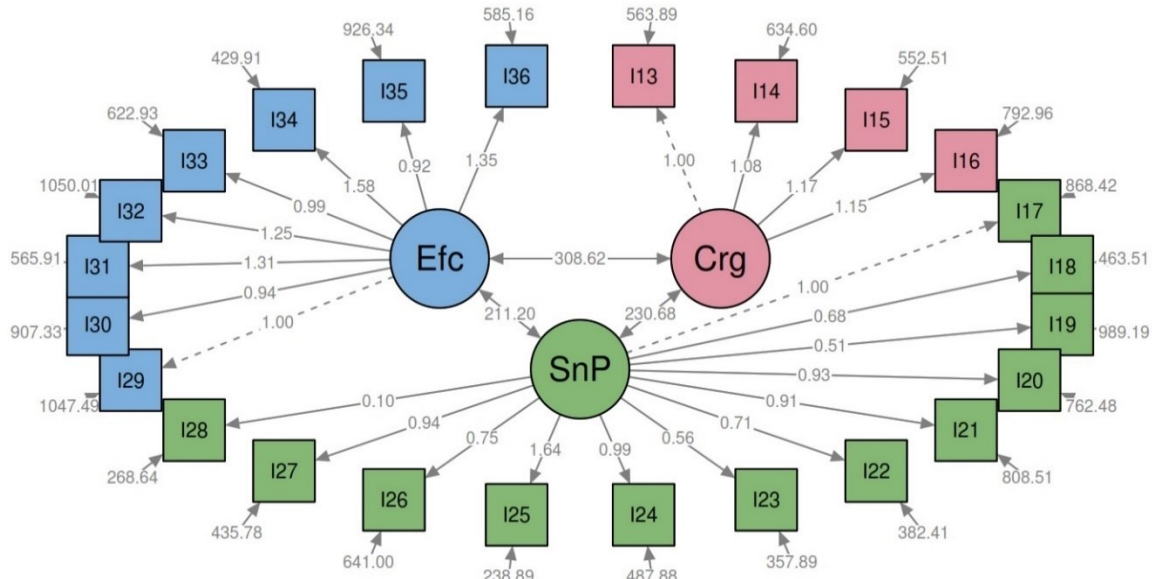 585.16
563.89
926.34
634.60
429.91
552.51
I36
I13
I35
I14
622.93
792.96
I34
I15
I33
I16
1.35
1.00
0.92
1.08
1050.01
1.58
1.17
868.42
I32
0.99
1.15
I17
1.25
565.91
I31
1.31
Efc
308.62
Crg
I18
463.51
0.94
1.00
I30
1.00
211.20
230.68
0.68
I19
907.33
989.19
0.51
I29
SnP
0.93
I20
1047.49
0.10
0.91
762.48
I28
0.94
0.71
I21
0.75
1.64
0.99
0.56
268.64
I27
I22
808.51
I26
I23
I25
I24
435.78
382.41
641.00
357.89
238.89
487.88